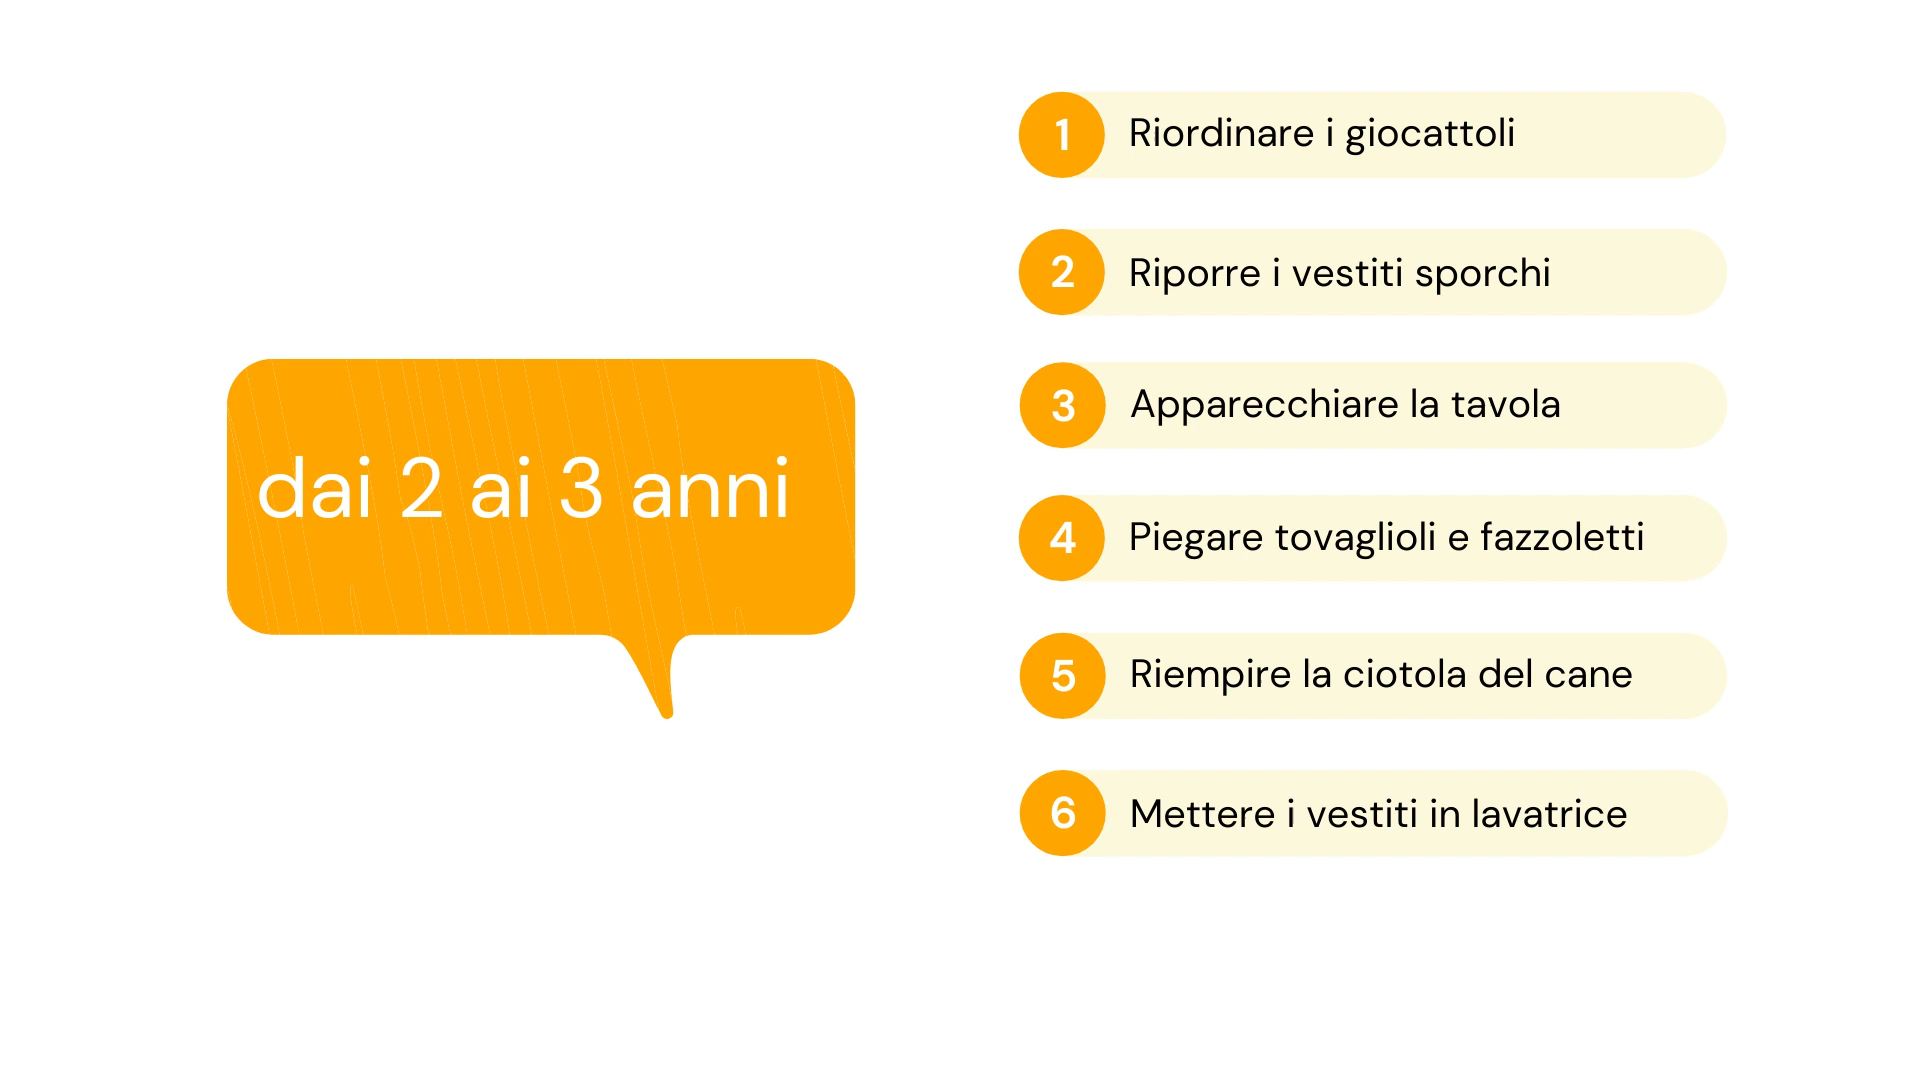 dai 2 ai 3 anni
1 Riordinare i giocattoli
2 Riporre i vestiti sporchi
3 Apparecchiare la tavola
4 Piegare tovaglioli e fazzoletti
5 Riempire la ciotola del cane
6 Mettere i vestiti in lavatrice